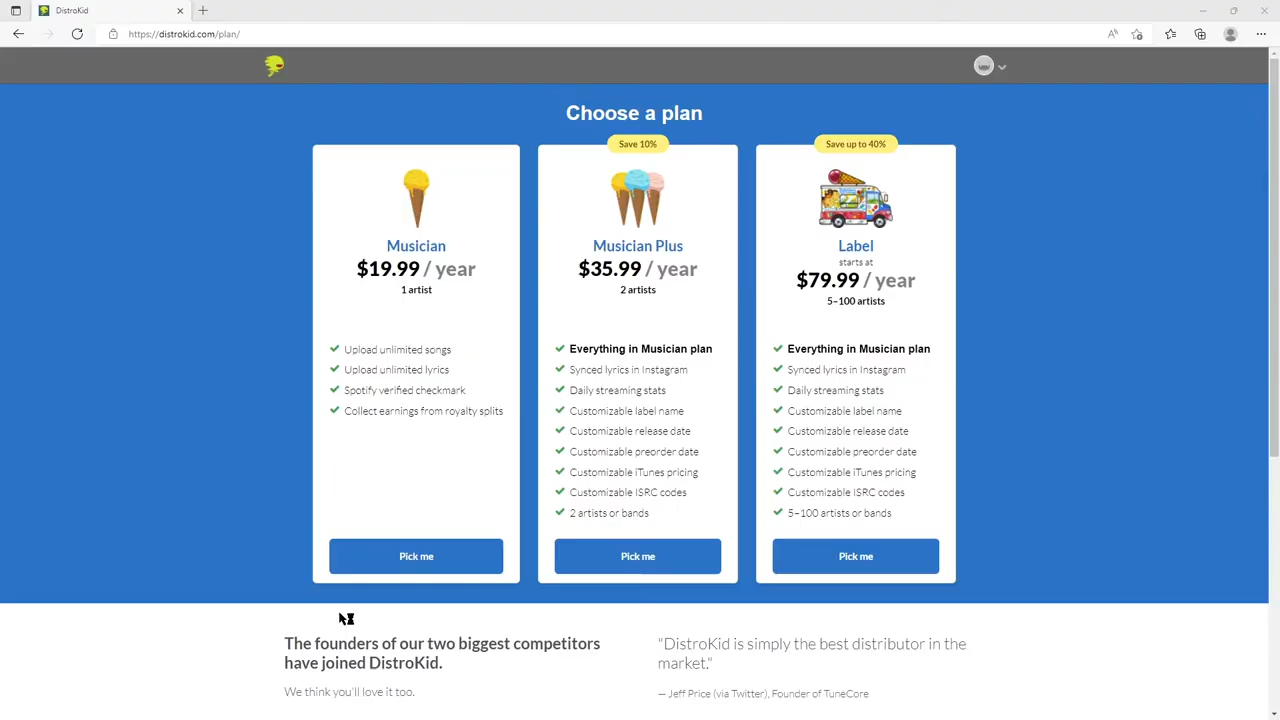 DistroKid
https://distrokid.com/plan/
Choose a plan
Musician
$19.99 / year
1 artist
Upload unlimited songs
Upload unlimited lyrics
Spotify verified checkmark
Collect earnings from royalty splits
Pick me
Save 10%
Musician Plus
$35.99 / year
2 artists
Everything in Musician plan
Synced lyrics in Instagram
Daily streaming stats
Customizable label name
Customizable release date
Customizable preorder date
Customizable iTunes pricing
Customizable ISRC codes
2 artists or bands
Pick me
Save up to 40%
Label
starts at
$79.99 / year
5–100 artists
Everything in Musician plan
Synced lyrics in Instagram
Daily streaming stats
Customizable label name
Customizable release date
Customizable preorder date
Customizable iTunes pricing
Customizable ISRC codes
5–100 artists or bands
Pick me
The founders of our two biggest competitors
have joined DistroKid.
We think you'll love it too.
"DistroKid is simply the best distributor in the
market."
— Jeff Price (via Twitter), Founder of TuneCore